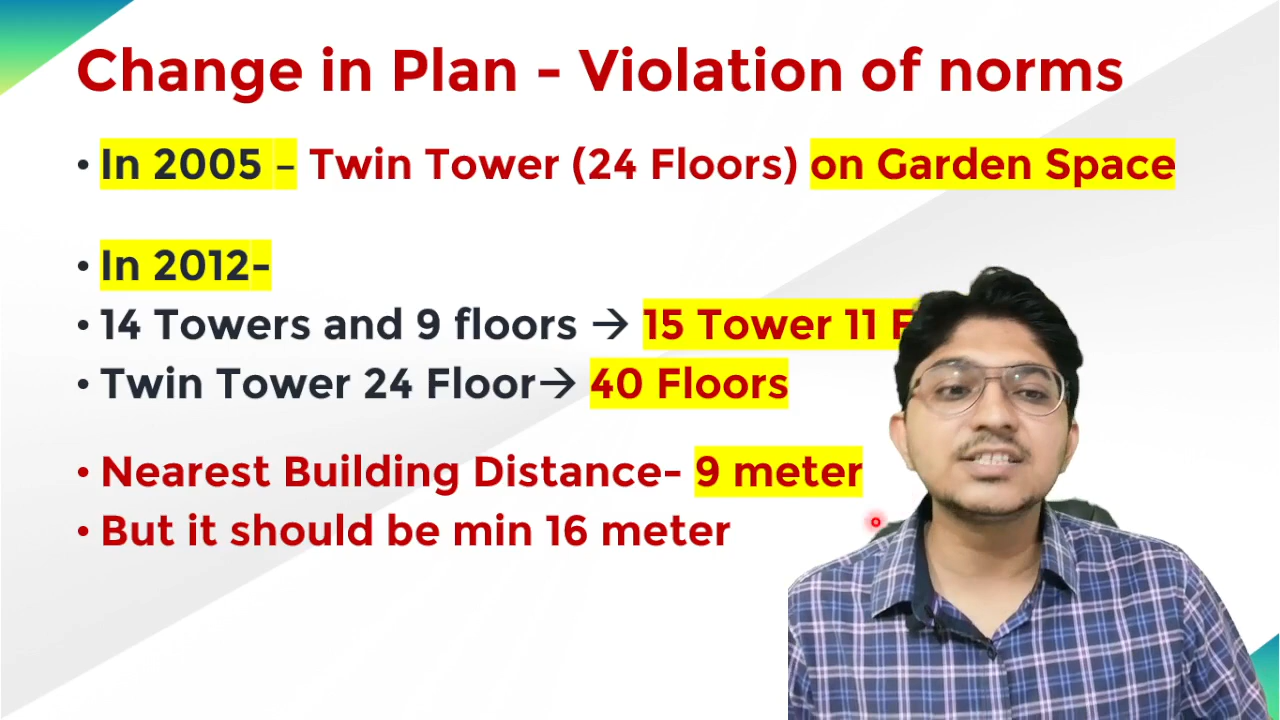 Change in Plan - Violation of norms
• In 2005 – Twin Tower (24 Floors) on Garden Space
• In 2012-
• 14 Towers and 9 floors → 15 Tower 11
• Twin Tower 24 Floor→ 40 Floors
• Nearest Building Distance- 9 meter
• But it should be min 16 meter